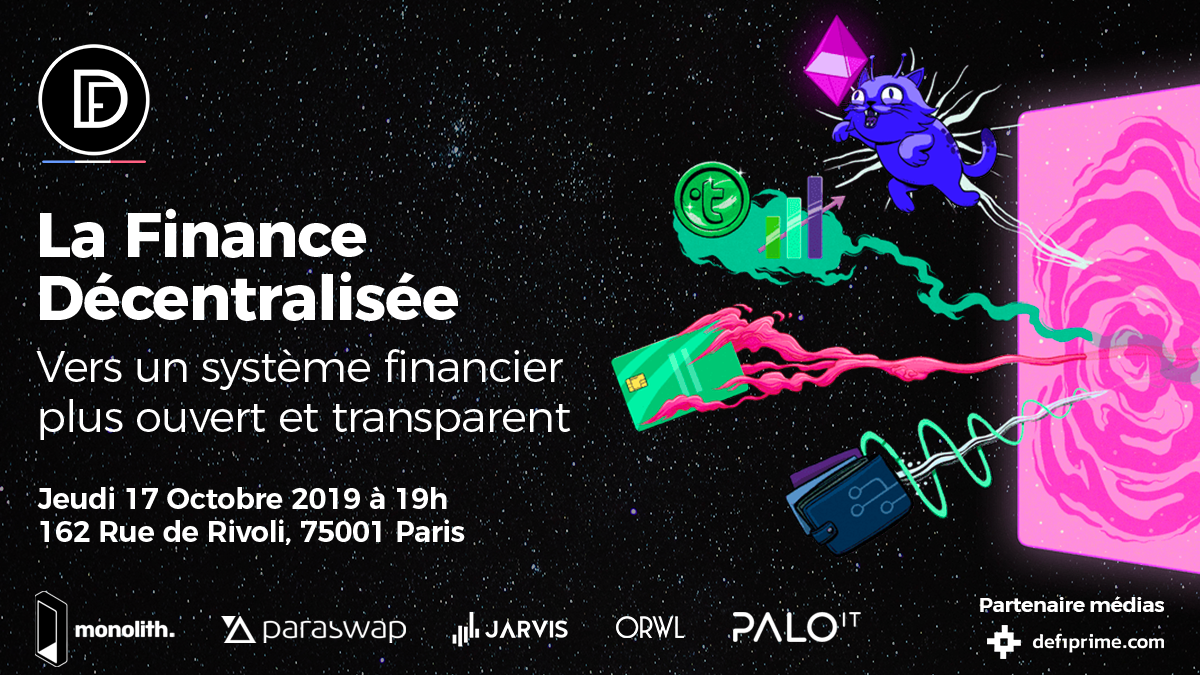 DF
La Finance
Décentralisée
Vers un système financier
plus ouvert et transparent
Jeudi 17 Octobre 2019 à 19h
162 Rue de Rivoli, 75001 Paris
monolith.
paraswap
JARVIS
ORWL
PALO IT
Partenaire médias
defiprime.com